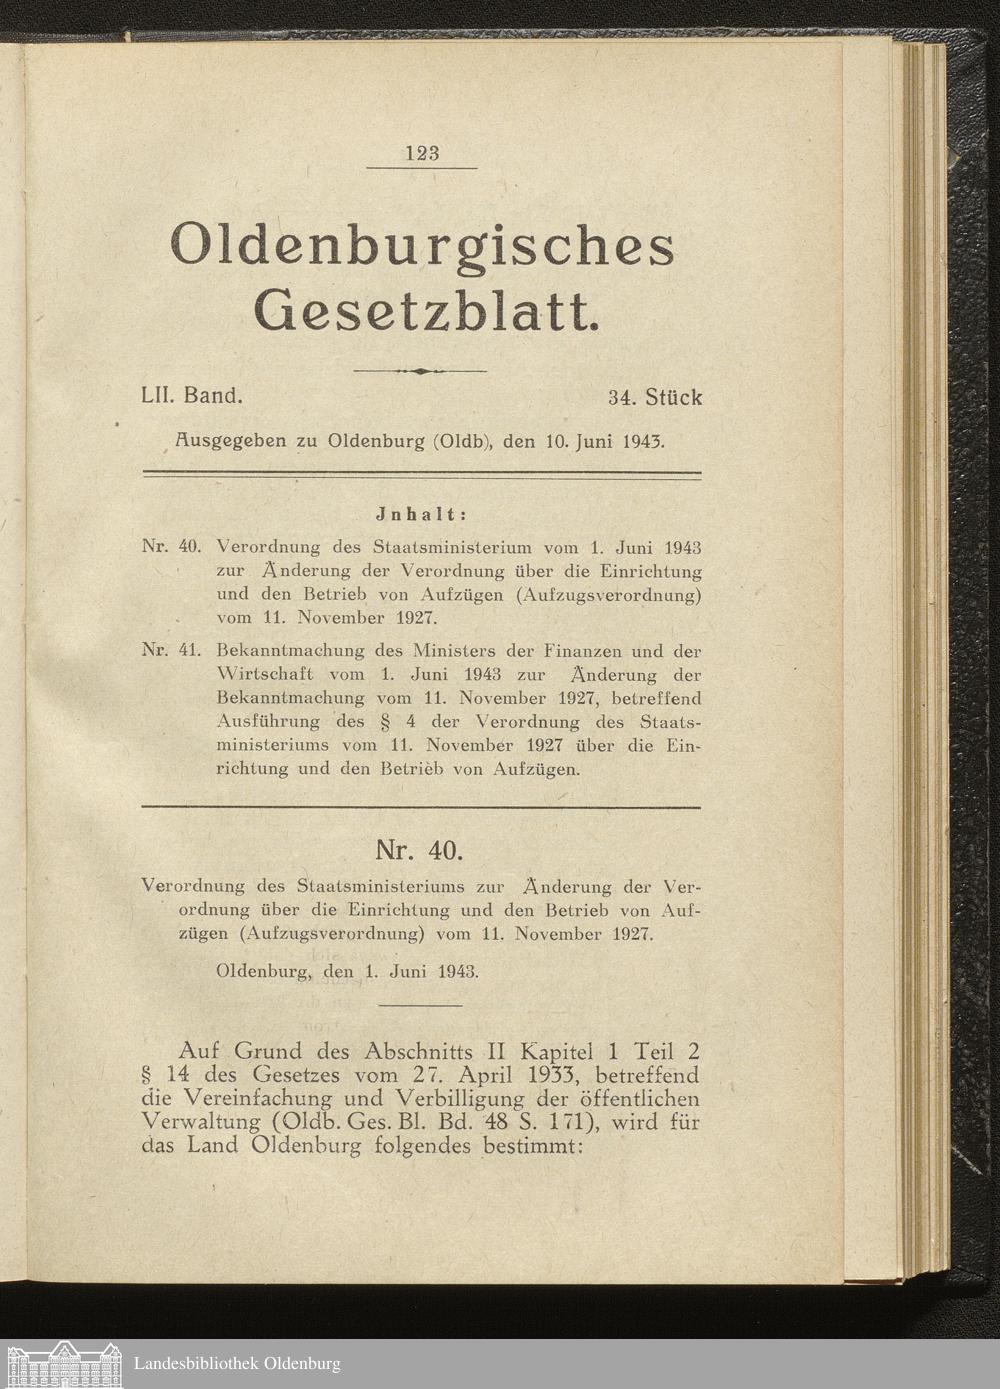 123
Oldenburgisches
Gesetzblatt.
LII. Band. 34. Stück
Ausgegeben zu Oldenburg (Oldb), den 10. Juni 1943.
Jnhalt:
Nr. 40. Verordnung des Staatsministerium vom 1. Juni 1943
zur Änderung der Verordnung über die Einrichtung
und den Betrieb von Aufzügen (Aufzugsverordnung)
vom 11. November 1927.
Nr. 41. Bekanntmachung des Ministers der Finanzen und der
Wirtschaft vom 1. Juni 1943 zur Änderung der
Bekanntmachung vom 11. November 1927, betreffend
Ausführung des § 4 der Verordnung des Staats-
ministeriums vom 11. November 1927 über die Ein-
richtung und den Betrieb von Aufzügen.
Nr. 40.
Verordnung des Staatsministeriums zur Änderung der Ver-
ordnung über die Einrichtung und den Betrieb von Auf-
zügen (Aufzugsverordnung) vom 11. November 1927.
Oldenburg, den 1. Juni 1943.
Auf Grund des Abschnitts II Kapitel 1 Teil 2
§ 14 des Gesetzes vom 27. April 1933, betreffend
die Vereinfachung und Verbilligung der öffentlichen
Verwaltung (Oldb. Ges. Bl. Bd. 48 S. 171), wird für
das Land Oldenburg folgendes bestimmt:
Landesbibliothek Oldenburg